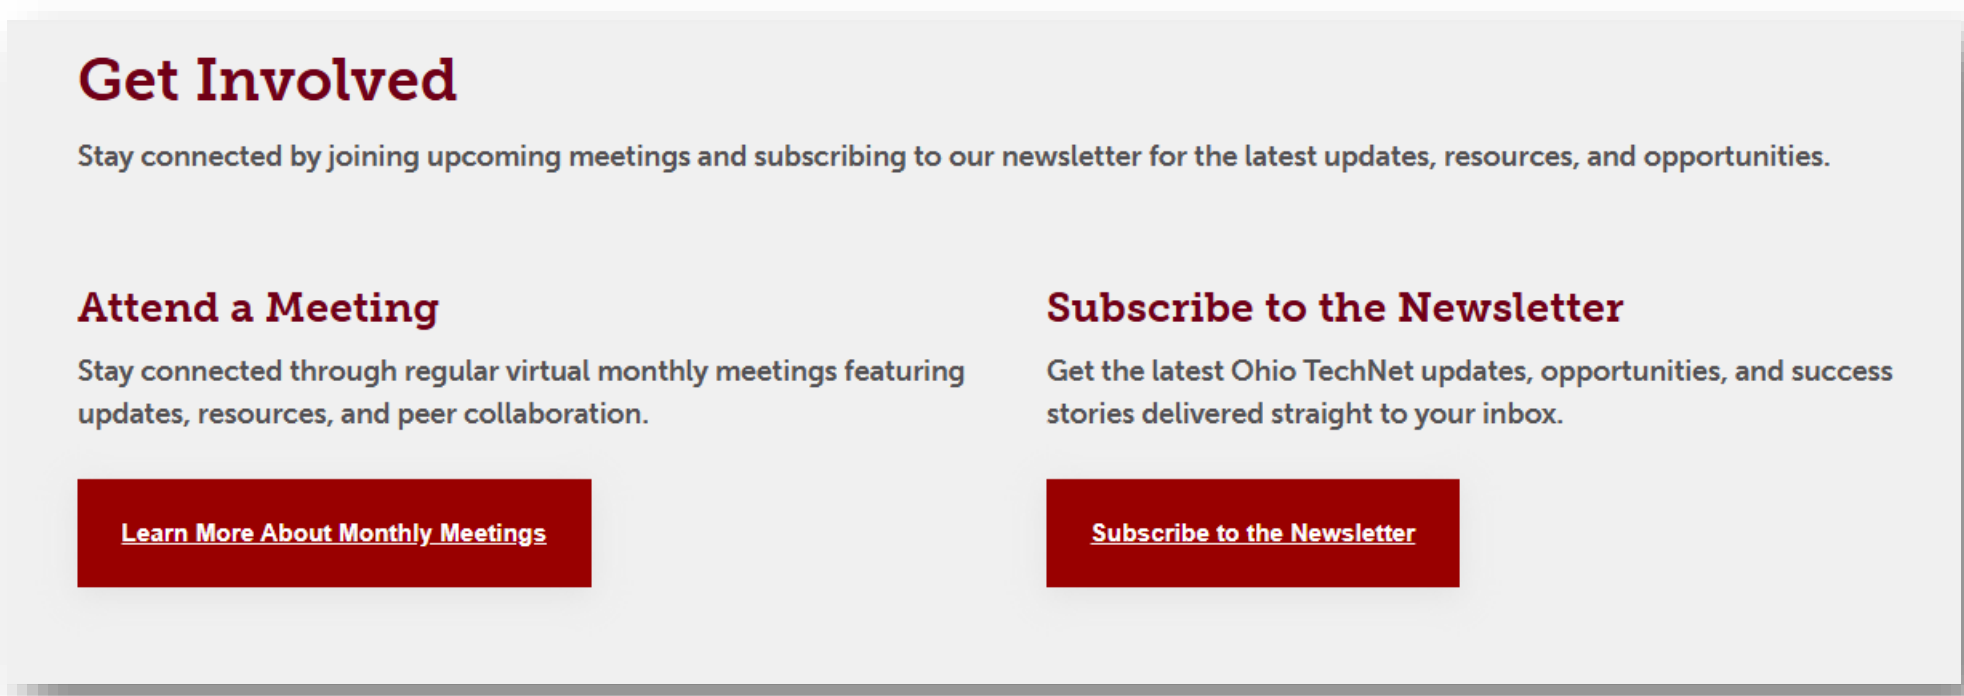 Get Involved
Stay connected by joining upcoming meetings and subscribing to our newsletter for the latest updates, resources, and opportunities.
Attend a Meeting
Stay connected through regular virtual monthly meetings featuring
updates, resources, and peer collaboration.
Learn More About Monthly Meetings
Subscribe to the Newsletter
Get the latest Ohio TechNet updates, opportunities, and success
stories delivered straight to your inbox.
Subscribe to the Newsletter